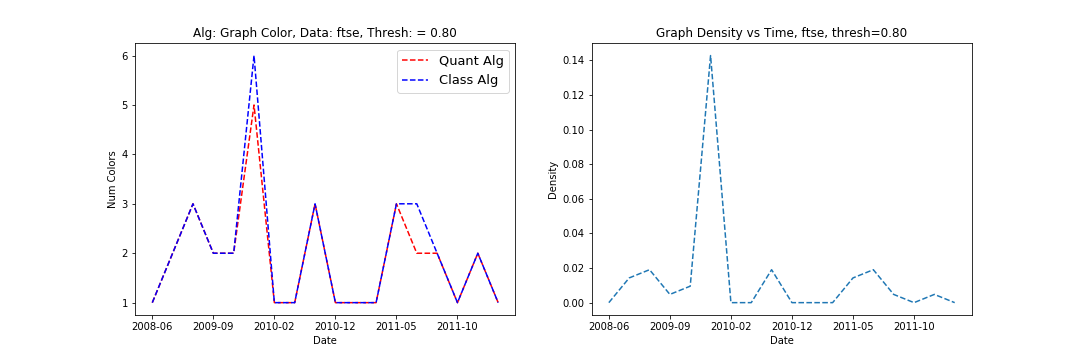 Alg: Graph Color, Data: ftse, Thresh: = 0.80
Num Colors
6
5
4
3
2
1
Quant Alg
Class Alg
2008-06 2009-09 2010-02 2010-12 2011-05 2011-10
Date
Graph Density vs Time, ftse, thresh=0.80
Density
0.14
0.12
0.10
0.08
0.06
0.04
0.02
0.00
2008-06 2009-09 2010-02 2010-12 2011-05 2011-10
Date